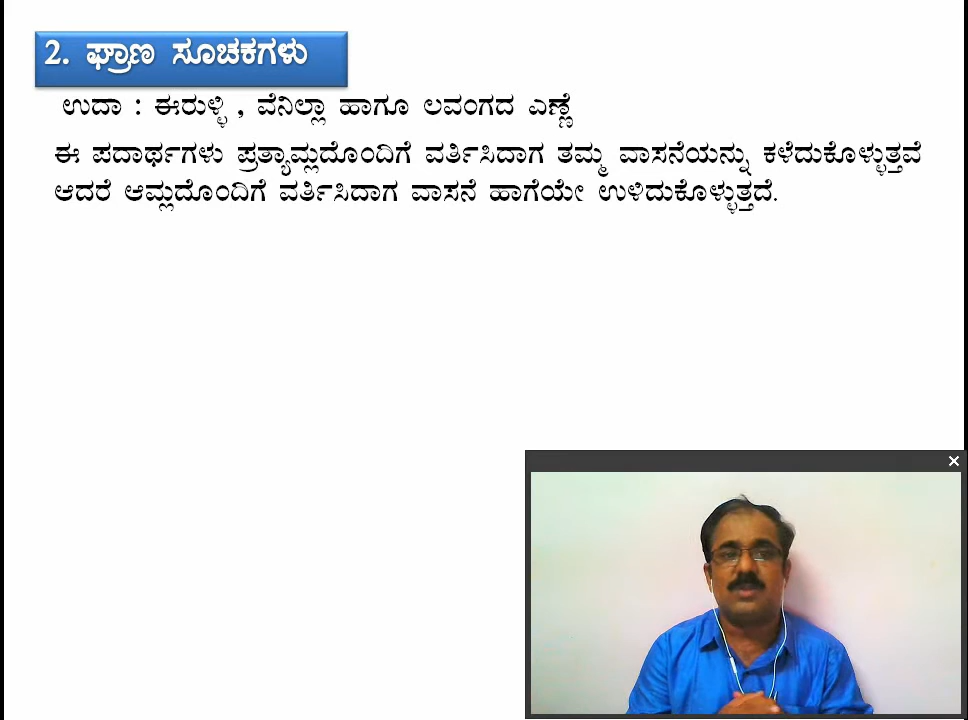 2. ಘ್ರಾಣ ಸೂಚಕಗಳು
ಉದಾ : ಈರುಳ್ಳಿ , ವೆನಿಲ್ಲಾ ಹಾಗೂ ಲವಂಗದ ಎಣ್ಣೆ
ಈ ಪದಾರ್ಥಗಳು ಪ್ರತ್ಯಾಮ್ಲದೊಂದಿಗೆ ವರ್ತಿಸಿದಾಗ ತಮ್ಮ ವಾಸನೆಯನ್ನು ಕಳೆದುಕೊಳ್ಳುತ್ತವೆ
ಆದರೆ ಆಮ್ಲದೊಂದಿಗೆ ವರ್ತಿಸಿದಾಗ ವಾಸನೆ ಹಾಗೆಯೇ ಉಳಿದುಕೊಳ್ಳುತ್ತದೆ.